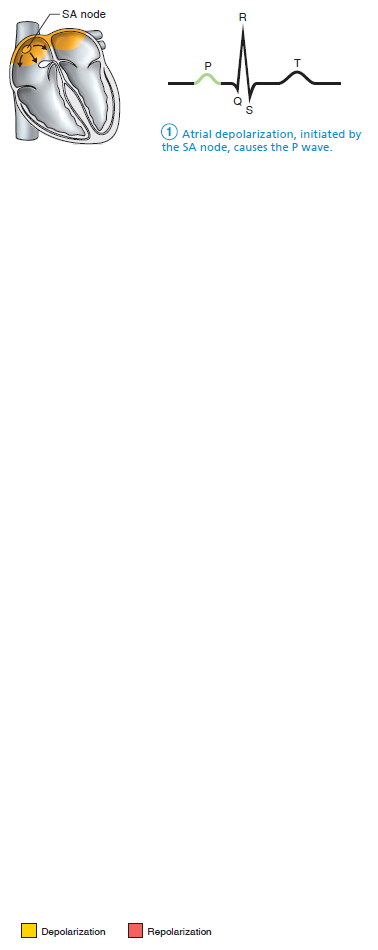 SA node
R
P
T
Q
S
1 Atrial depolarization, initiated by
the SA node, causes the P wave.
Depolarization
Repolarization